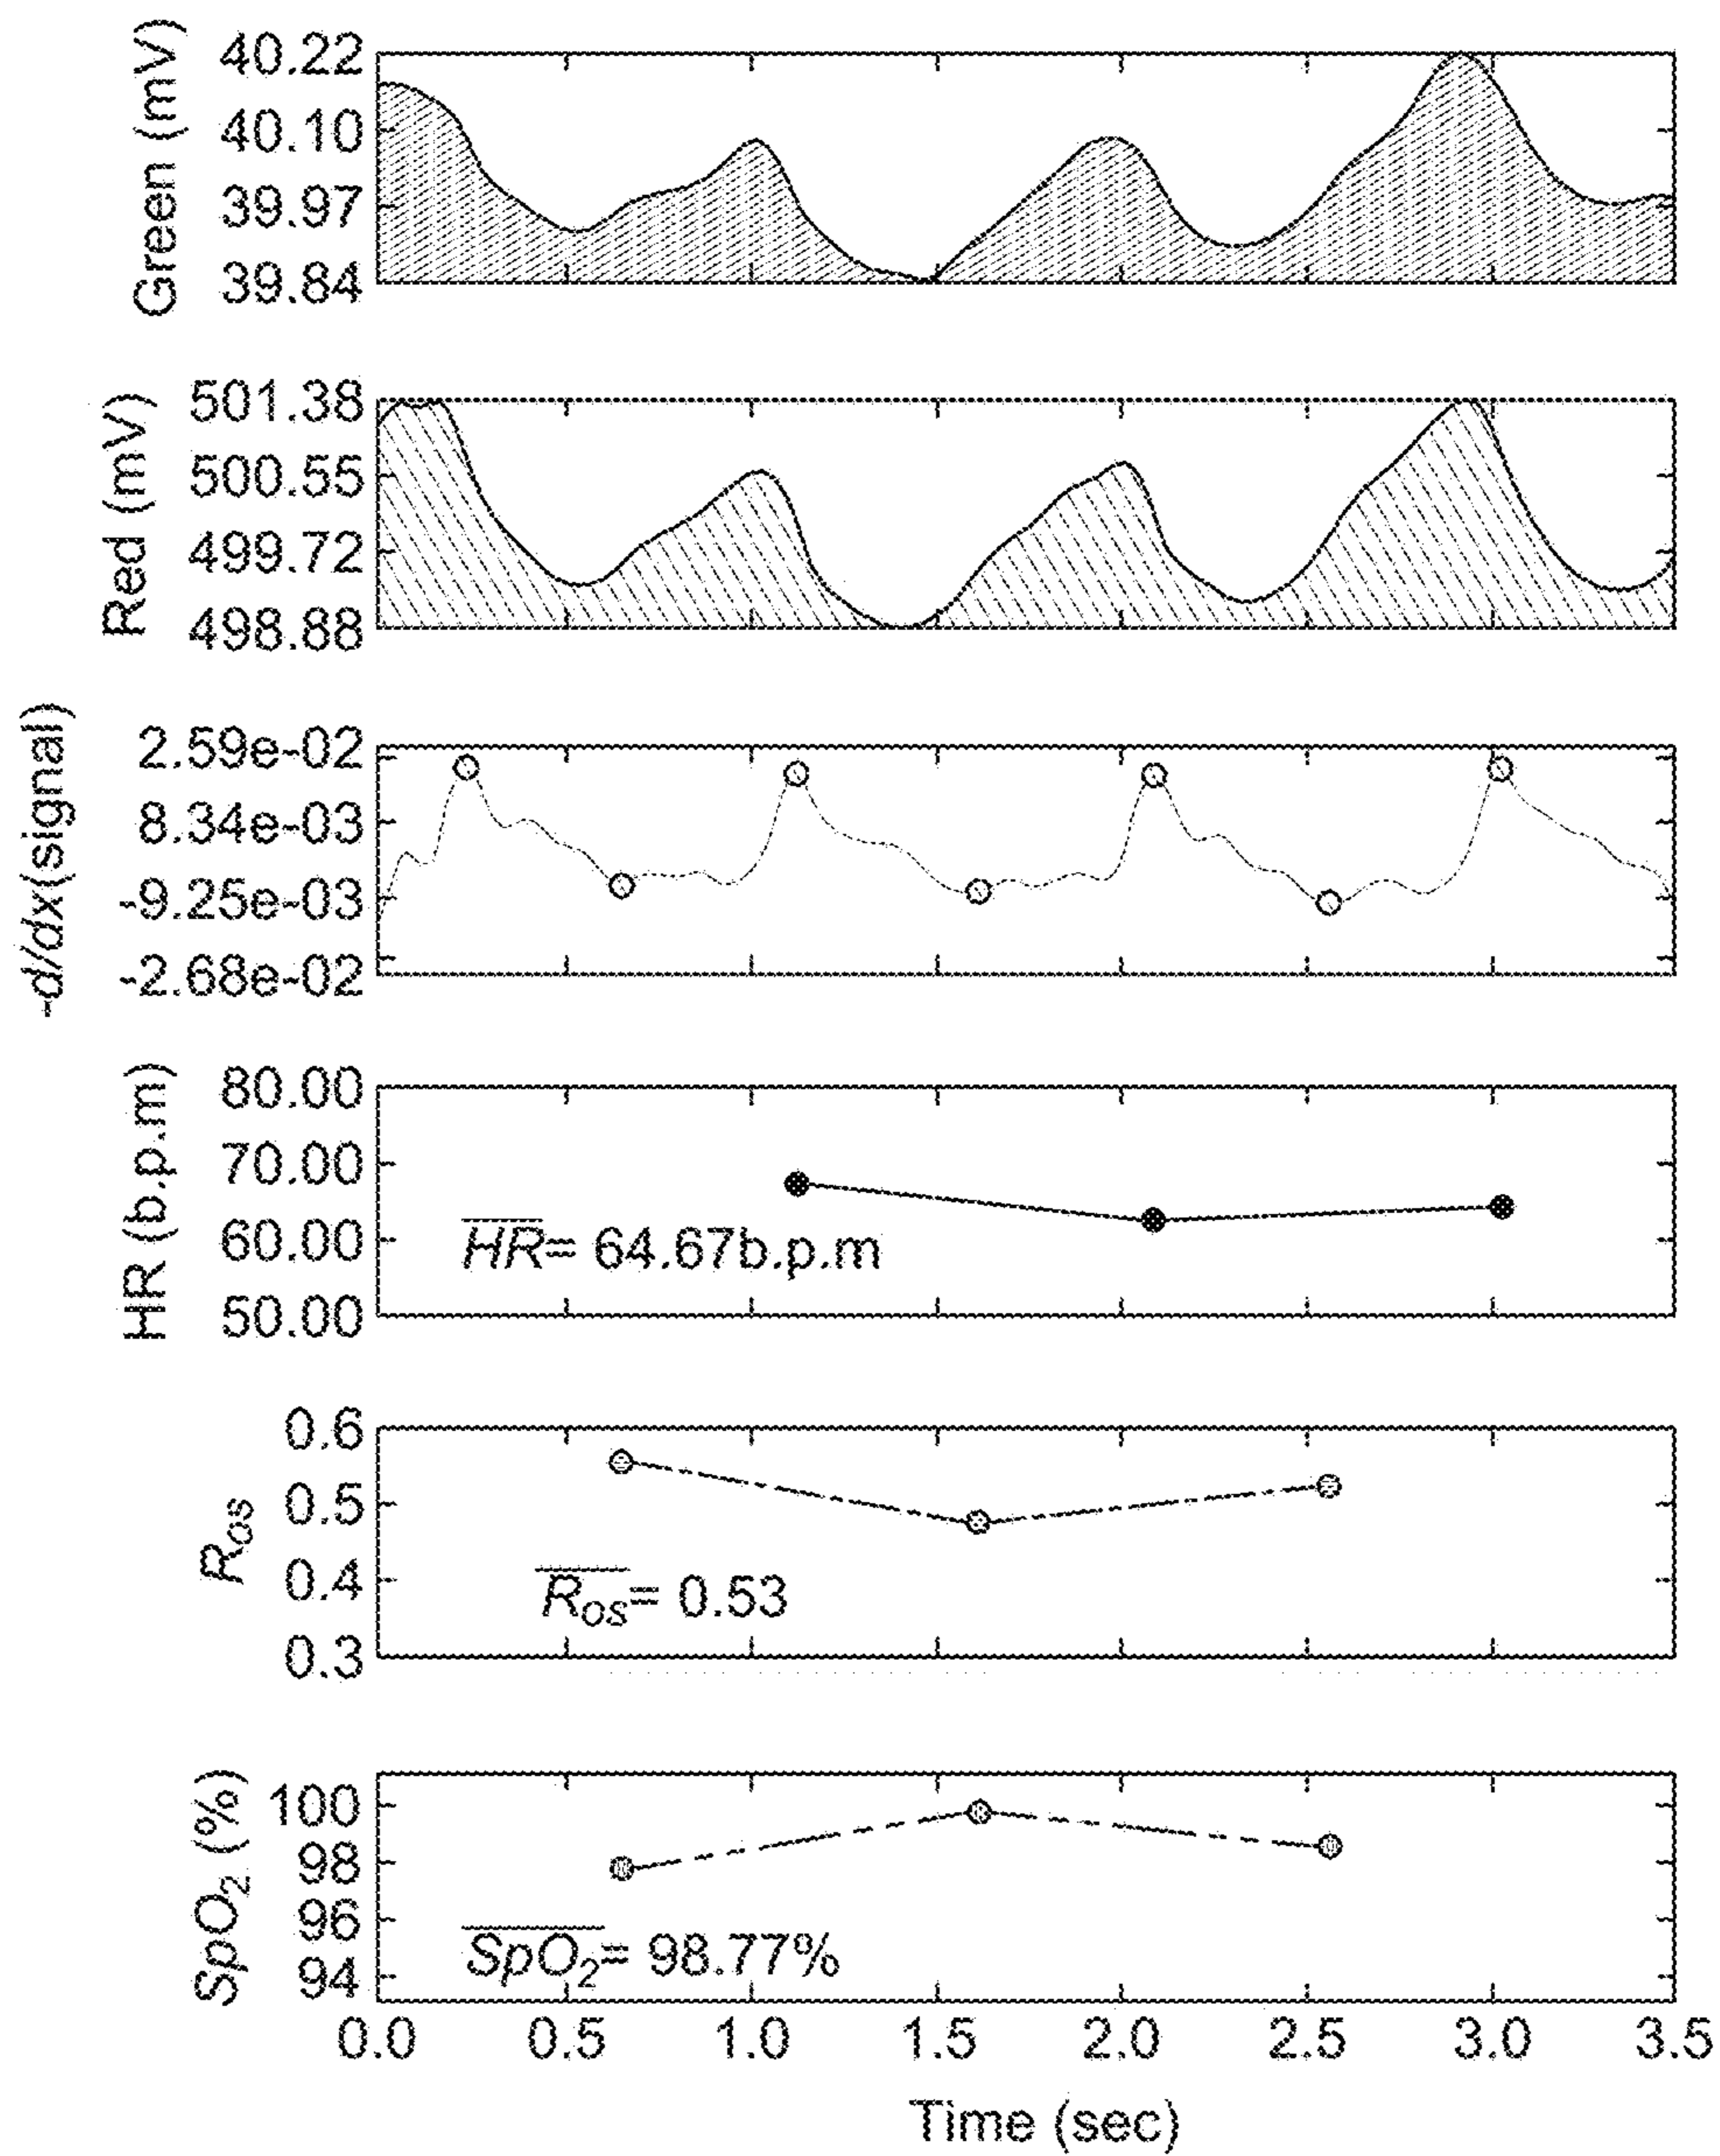 Green (mV)
40.22
40.10
39.97
39.84
Red (mV)
501.38
500.55
499.72
498.88
-d/dx(signal)
2.59e-02
8.34e-03
-9.25e-03
-2.68e-02
HR (b.p.m)
80.00
70.00
60.00
50.00
HR= 64.67b.p.m
Ros
0.6
0.5
0.4
0.3
Ros= 0.53
SpO2 (%)
100
98
96
94
SpO2= 98.77%
0.0 0.5 1.0 1.5 2.0 2.5 3.0 3.5
Time (sec)